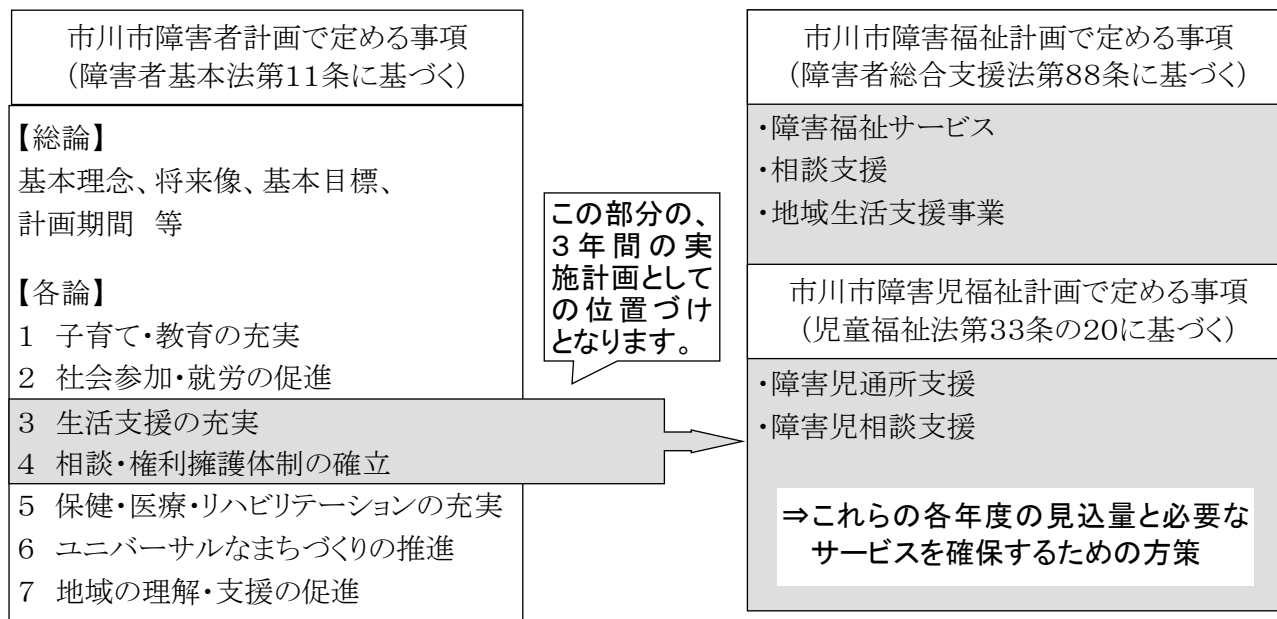 市川市障害者計画で定める事項
（障害者基本法第11条に基づく）
【総論】
基本理念、将来像、基本目標、
計画期間　等
【各論】
1　子育て・教育の充実
2　社会参加・就労の促進
3　生活支援の充実
4　相談・権利擁護体制の確立
5　保健・医療・リハビリテーションの充実
6　ユニバーサルなまちづくりの推進
7　地域の理解・支援の促進
この部分の、
３年間の実
施計画として
の位置づけ
となります。
市川市障害福祉計画で定める事項
（障害者総合支援法第88条に基づく）
・障害福祉サービス
・相談支援
・地域生活支援事業
市川市障害児福祉計画で定める事項
（児童福祉法第33条の20に基づく）
・障害児通所支援
・障害児相談支援
⇒これらの各年度の見込量と必要な
サービスを確保するための方策